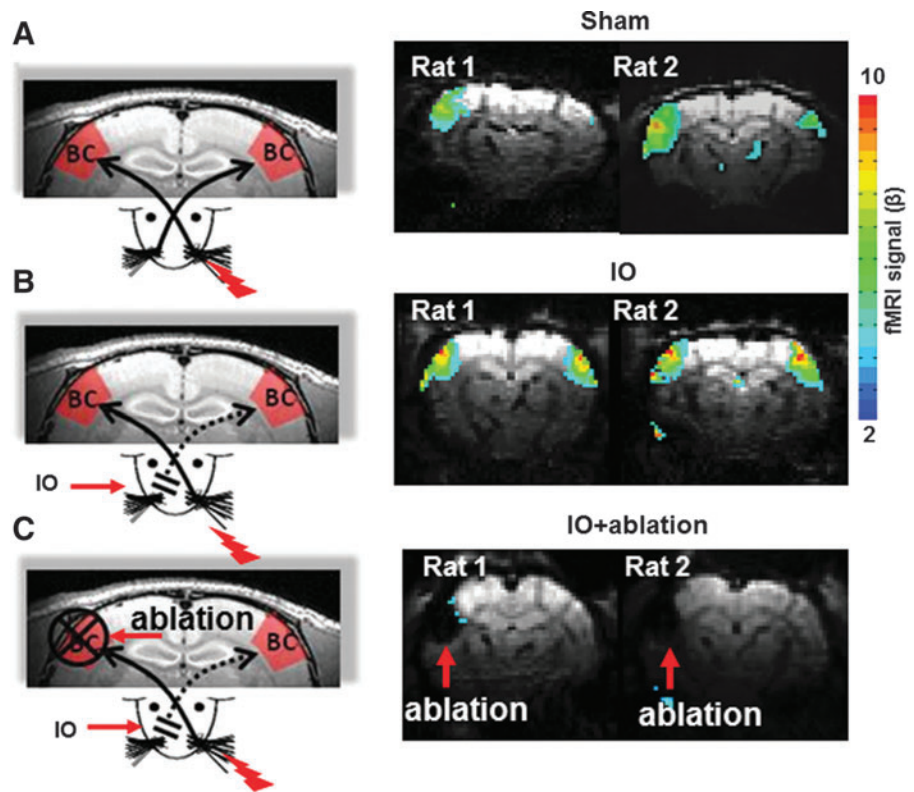 A
Sham
Rat 1
Rat 2
BC
BC
10
fMRI signal (β)
2
B
IO
Rat 1
Rat 2
BC
BC
IO
C
IO+ablation
Rat 1
Rat 2
ablation
BC
BC
IO
ablation
ablation